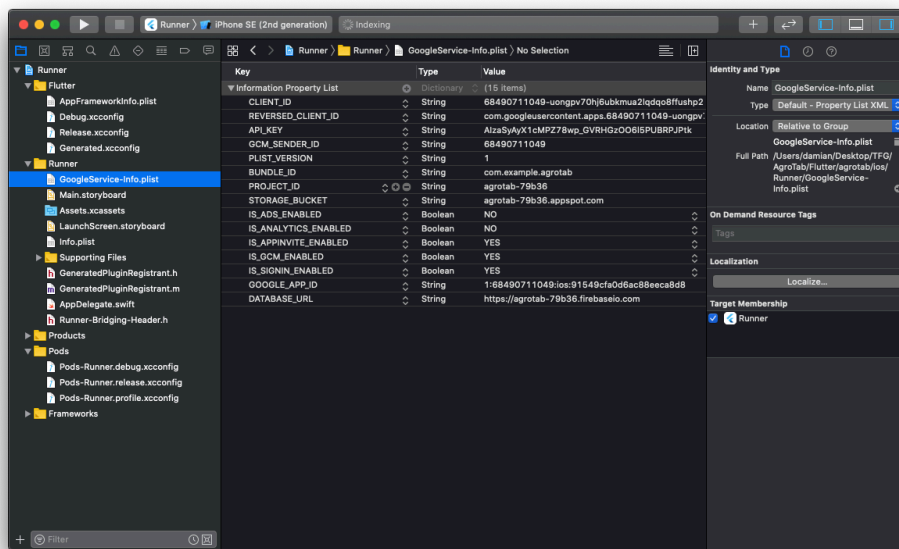 Runner 〉 iPhone SE (2nd generation)
Indexing
Runner 〉 Runner 〉 GoogleService-Info.plist 〉 No Selection
Runner
Flutter
AppFrameworkInfo.plist
Debug.xcconfig
Release.xcconfig
Generated.xcconfig
Runner
GoogleService-Info.plist
Main.storyboard
Assets.xcassets
LaunchScreen.storyboard
Info.plist
Supporting Files
GeneratedPluginRegistrant.h
GeneratedPluginRegistrant.m
AppDelegate.swift
Runner-Bridging-Header.h
Products
Pods
Pods-Runner.debug.xcconfig
Pods-Runner.release.xcconfig
Pods-Runner.profile.xcconfig
Frameworks
Filter
Key Type Value
Information Property List Dictionary (15 items)
CLIENT_ID String 68490711049-uongpv70hj6ubkmua2lqdqo8ffushp2
REVERSED_CLIENT_ID String com.googleusercontent.apps.68490711049-uongpv7
API_KEY String AIzaSyAyX1cMPZ78wp_GVRHGzOO6I5PUBRPJPtk
GCM_SENDER_ID String 68490711049
PLIST_VERSION String 1
BUNDLE_ID String com.example.agrotab
PROJECT_ID String agrotab-79b36
STORAGE_BUCKET String agrotab-79b36.appspot.com
IS_ADS_ENABLED Boolean NO
IS_ANALYTICS_ENABLED Boolean NO
IS_APPINVITE_ENABLED Boolean YES
IS_GCM_ENABLED Boolean YES
IS_SIGNIN_ENABLED Boolean YES
GOOGLE_APP_ID String 1:68490711049:ios:91549cfa0d6ac88eeca8d8
DATABASE_URL String https://agrotab-79b36.firebaseio.com
Identity and Type
Name GoogleService-Info.plist
Type Default - Property List XML
Location Relative to Group
GoogleService-Info.plist
Full Path /Users/damian/Desktop/TFG/
AgroTab/Flutter/agrotab/ios/
Runner/GoogleService-
Info.plist
On Demand Resource Tags
Tags
Localization
Localize...
Target Membership
Runner